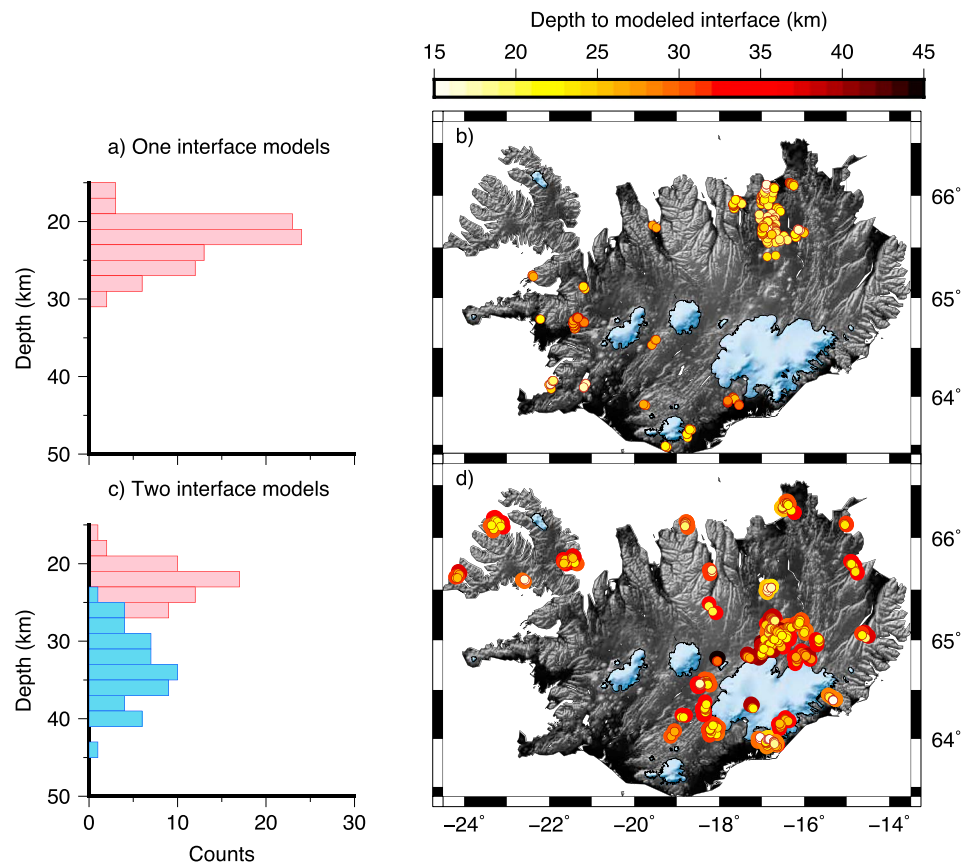 Depth to modeled interface (km)
15 20 25 30 35 40 45
a) One interface models
20
30
40
50
Depth (km)
b)
66°
65°
64°
c) Two interface models
20
30
40
50
Depth (km)
0 10 20 30
Counts
d)
66°
65°
64°
−24° −22° −20° −18° −16° −14°